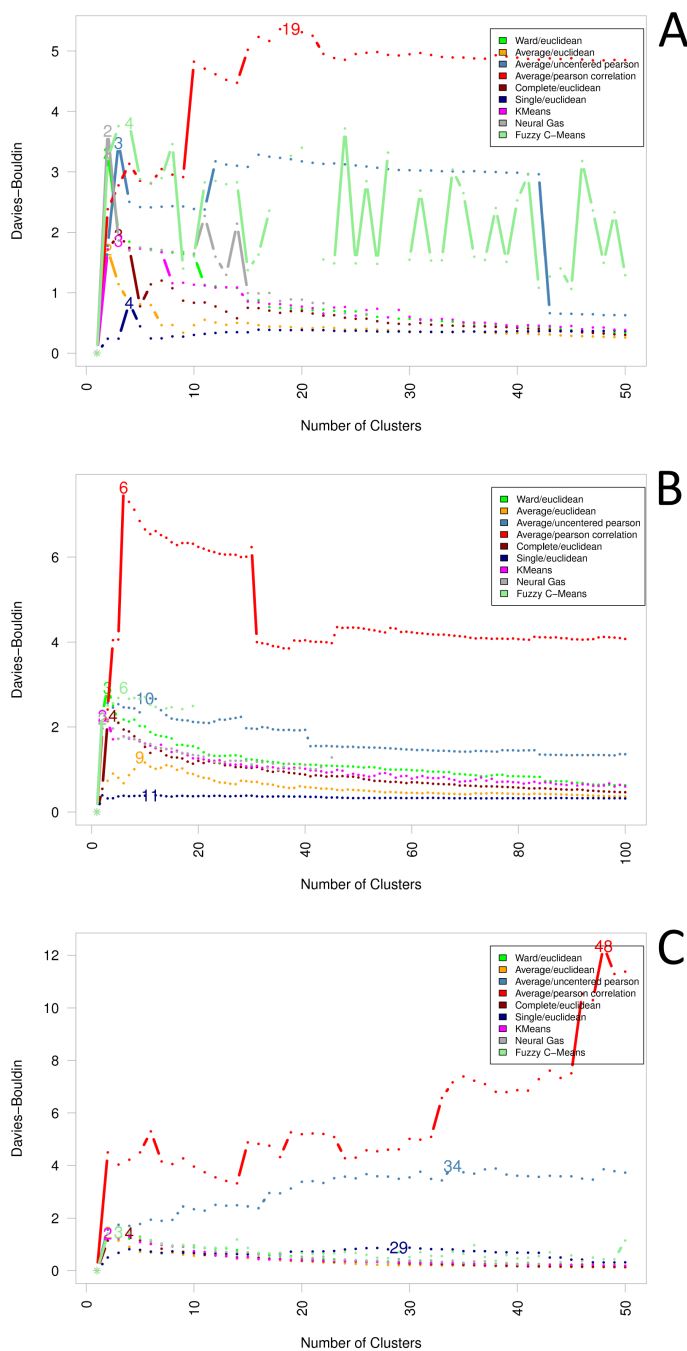 A
19
5
4
3
2
1
0
Davies−Bouldin
Ward/euclidean
Average/euclidean
Average/uncentered pearson
Average/pearson correlation
Complete/euclidean
Single/euclidean
KMeans
Neural Gas
Fuzzy C−Means
2
4
3
3
4
0
10
20
30
40
50
Number of Clusters
B
6
6
4
2
0
Davies−Bouldin
Ward/euclidean
Average/euclidean
Average/uncentered pearson
Average/pearson correlation
Complete/euclidean
Single/euclidean
KMeans
Neural Gas
Fuzzy C−Means
3
6
10
2
4
9
11
0
20
40
60
80
100
Number of Clusters
C
48
12
10
8
6
4
2
0
Davies−Bouldin
Ward/euclidean
Average/euclidean
Average/uncentered pearson
Average/pearson correlation
Complete/euclidean
Single/euclidean
KMeans
Neural Gas
Fuzzy C−Means
34
2
3
4
29
0
10
20
30
40
50
Number of Clusters